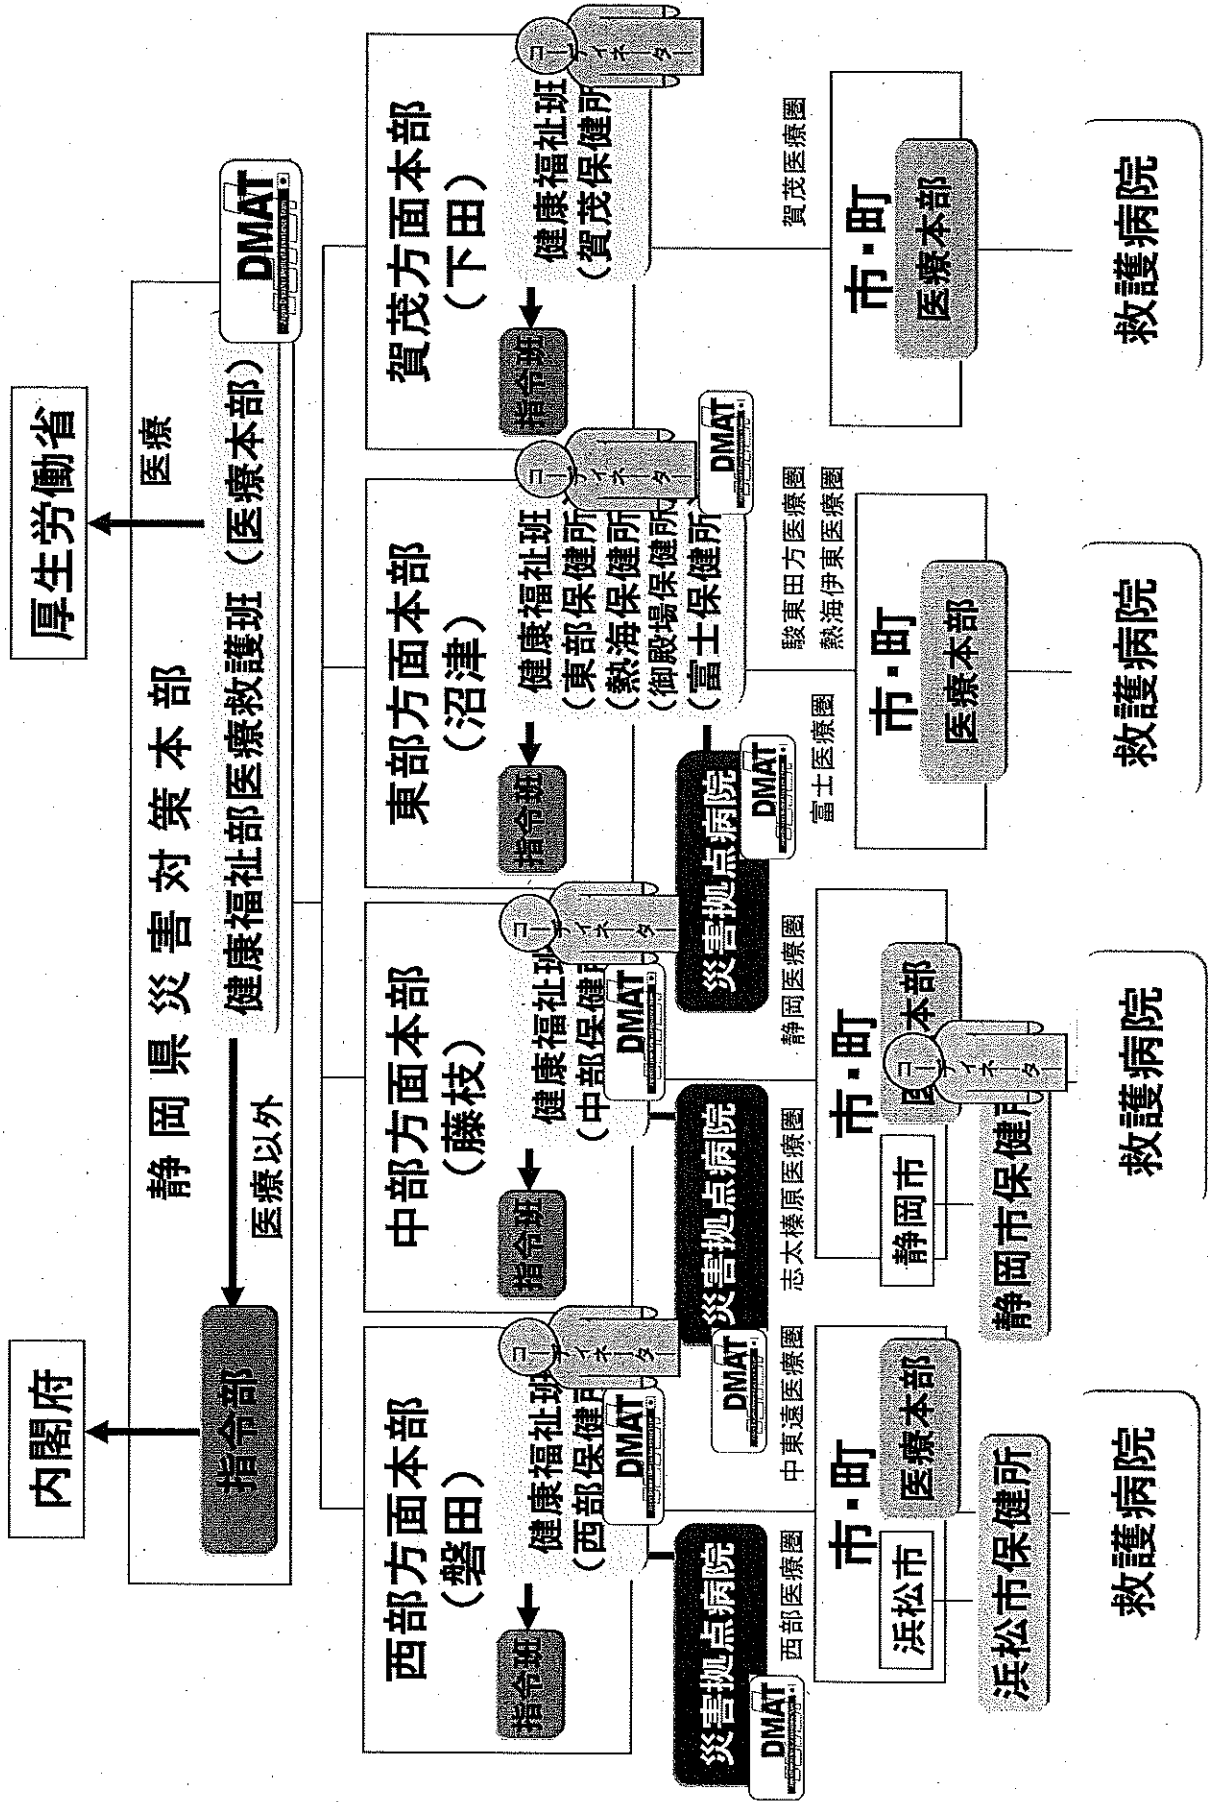 内閣府
厚生労働省
静岡県災害対策本部
医療
指令部
健康福祉部医療救護班（医療本部）
DMAT
医療以外
西部方面本部
（磐田）
指令班
健康福祉班
（西部保健所
コーディネーター
DMAT
中部方面本部
（藤枝）
指令班
健康福祉班
（中部保健所
コーディネーター
DMAT
東部方面本部
（沼津）
指令班
健康福祉班
（東部保健所）
（熱海保健所）
（御殿場保健所）
（富士保健所）
コーディネーター
DMAT
賀茂方面本部
（下田）
指令班
健康福祉班
（賀茂保健所）
コーディネーター
災害拠点病院
DMAT
災害拠点病院
DMAT
災害拠点病院
DMAT
西部医療圏
中東遠医療圏
志太榛原医療圏
静岡医療圏
富士医療圏
駿東田方医療圏
熱海伊東医療圏
賀茂医療圏
市・町
浜松市
医療本部
浜松市保健所
市・町
静岡市
医療本部
静岡市保健所
コーディネーター
市・町
医療本部
市・町
医療本部
救護病院
救護病院
救護病院
救護病院